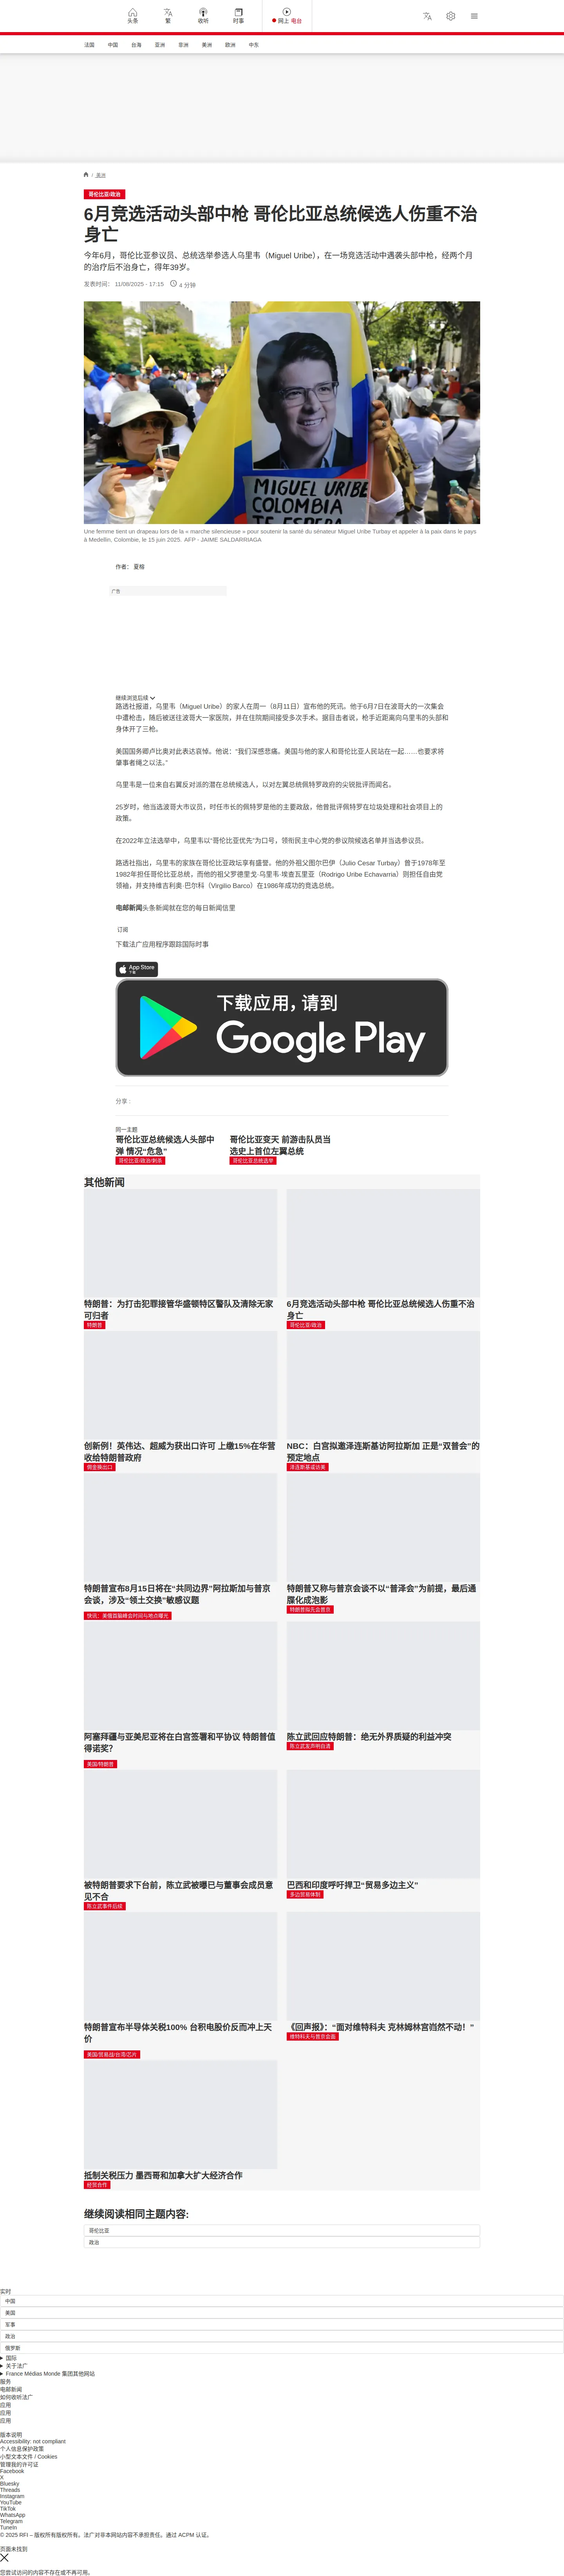 头条
繁
收听
时事
网上 电台
法国
中国
台海
亚洲
非洲
美洲
欧洲
中东
/ 美洲
哥伦比亚/政治
6月竞选活动头部中枪 哥伦比亚总统候选人伤重不治
身亡
今年6月，哥伦比亚参议员、总统选举参选人乌里韦（Miguel Uribe），在一场竞选活动中遇袭头部中枪，经两个月
的治疗后不治身亡，得年39岁。
发表时间： 11/08/2025 - 17:15
4 分钟
MIGUEL URIBE
COLOMBIA
TE ESPERA
Une femme tient un drapeau lors de la « marche silencieuse » pour soutenir la santé du sénateur Miguel Uribe Turbay et appeler à la paix dans le pays
à Medellin, Colombie, le 15 juin 2025. AFP - JAIME SALDARRIAGA
作者： 夏榕
广告
继续浏览后续
路透社报道，乌里韦（Miguel Uribe）的家人在周一（8月11日）宣布他的死讯。他于6月7日在波哥大的一次集会
中遭枪击，随后被送往波哥大一家医院，并在住院期间接受多次手术。据目击者说，枪手近距离向乌里韦的头部和
身体开了三枪。
美国国务卿卢比奥对此表达哀悼。他说：“我们深感悲痛。美国与他的家人和哥伦比亚人民站在一起……也要求将
肇事者绳之以法。”
乌里韦是一位来自右翼反对派的潜在总统候选人，以对左翼总统佩特罗政府的尖锐批评而闻名。
25岁时，他当选波哥大市议员，时任市长的佩特罗是他的主要政敌，他曾批评佩特罗在垃圾处理和社会项目上的
政策。
在2022年立法选举中，乌里韦以“哥伦比亚优先”为口号，领衔民主中心党的参议院候选名单并当选参议员。
路透社指出，乌里韦的家族在哥伦比亚政坛享有盛誉。他的外祖父图尔巴伊（Julio Cesar Turbay）曾于1978年至
1982年担任哥伦比亚总统，而他的祖父罗德里戈·乌里韦·埃查瓦里亚（Rodrigo Uribe Echavarria）则担任自由党
领袖，并支持维吉利奥·巴尔科（Virgilio Barco）在1986年成功的竞选总统。
电邮新闻头条新闻就在您的每日新闻信里
订阅
下载法广应用程序跟踪国际时事
App Store
下载
下载应用，请到
Google Play
分享 :
同一主题
哥伦比亚总统候选人头部中
弹 情况“危急”
哥伦比亚/政治/刺杀
哥伦比亚变天 前游击队员当
选史上首位左翼总统
哥伦比亚总统选举
其他新闻
特朗普：为打击犯罪接管华盛顿特区警队及清除无家
可归者
特朗普
6月竞选活动头部中枪 哥伦比亚总统候选人伤重不治
身亡
哥伦比亚/政治
创新例！英伟达、超威为获出口许可 上缴15%在华营
收给特朗普政府
佣金换出口
NBC：白宫拟邀泽连斯基访阿拉斯加 正是“双普会”的
预定地点
泽连斯基或访美
特朗普宣布8月15日将在“共同边界”阿拉斯加与普京
会谈，涉及“领土交换”敏感议题
快讯：美俄首脑峰会时间与地点曝光
特朗普又称与普京会谈不以“普泽会”为前提，最后通
牒化成泡影
特朗普拟先会普京
阿塞拜疆与亚美尼亚将在白宫签署和平协议 特朗普值
得诺奖？
美国/特朗普
陈立武回应特朗普：绝无外界质疑的利益冲突
陈立武发声明自清
被特朗普要求下台前，陈立武被曝已与董事会成员意
见不合
陈立武事件后续
巴西和印度呼吁捍卫“贸易多边主义”
多边贸易体制
特朗普宣布半导体关税100% 台积电股价反而冲上天
价
美国/贸易战/台湾/芯片
《回声报》：“面对维特科夫 克林姆林宫岿然不动！”
维特科夫与普京会面
抵制关税压力 墨西哥和加拿大扩大经济合作
经贸合作
继续阅读相同主题内容:
哥伦比亚
政治
实时
中国
美国
军事
政治
俄罗斯
国际
关于法广
France Médias Monde 集团其他网站
服务
电邮新闻
如何收听法广
应用
应用
应用
版本说明
Accessibility: not compliant
个人信息保护政策
小型文本文件 / Cookies
管理我的许可证
Facebook
X
Bluesky
Threads
Instagram
YouTube
TikTok
WhatsApp
Telegram
TuneIn
© 2025 RFI – 版权所有版权所有。法广对非本网站内容不承担责任。通过 ACPM 认证。
页面未找到
您尝试访问的内容不存在或不再可用。